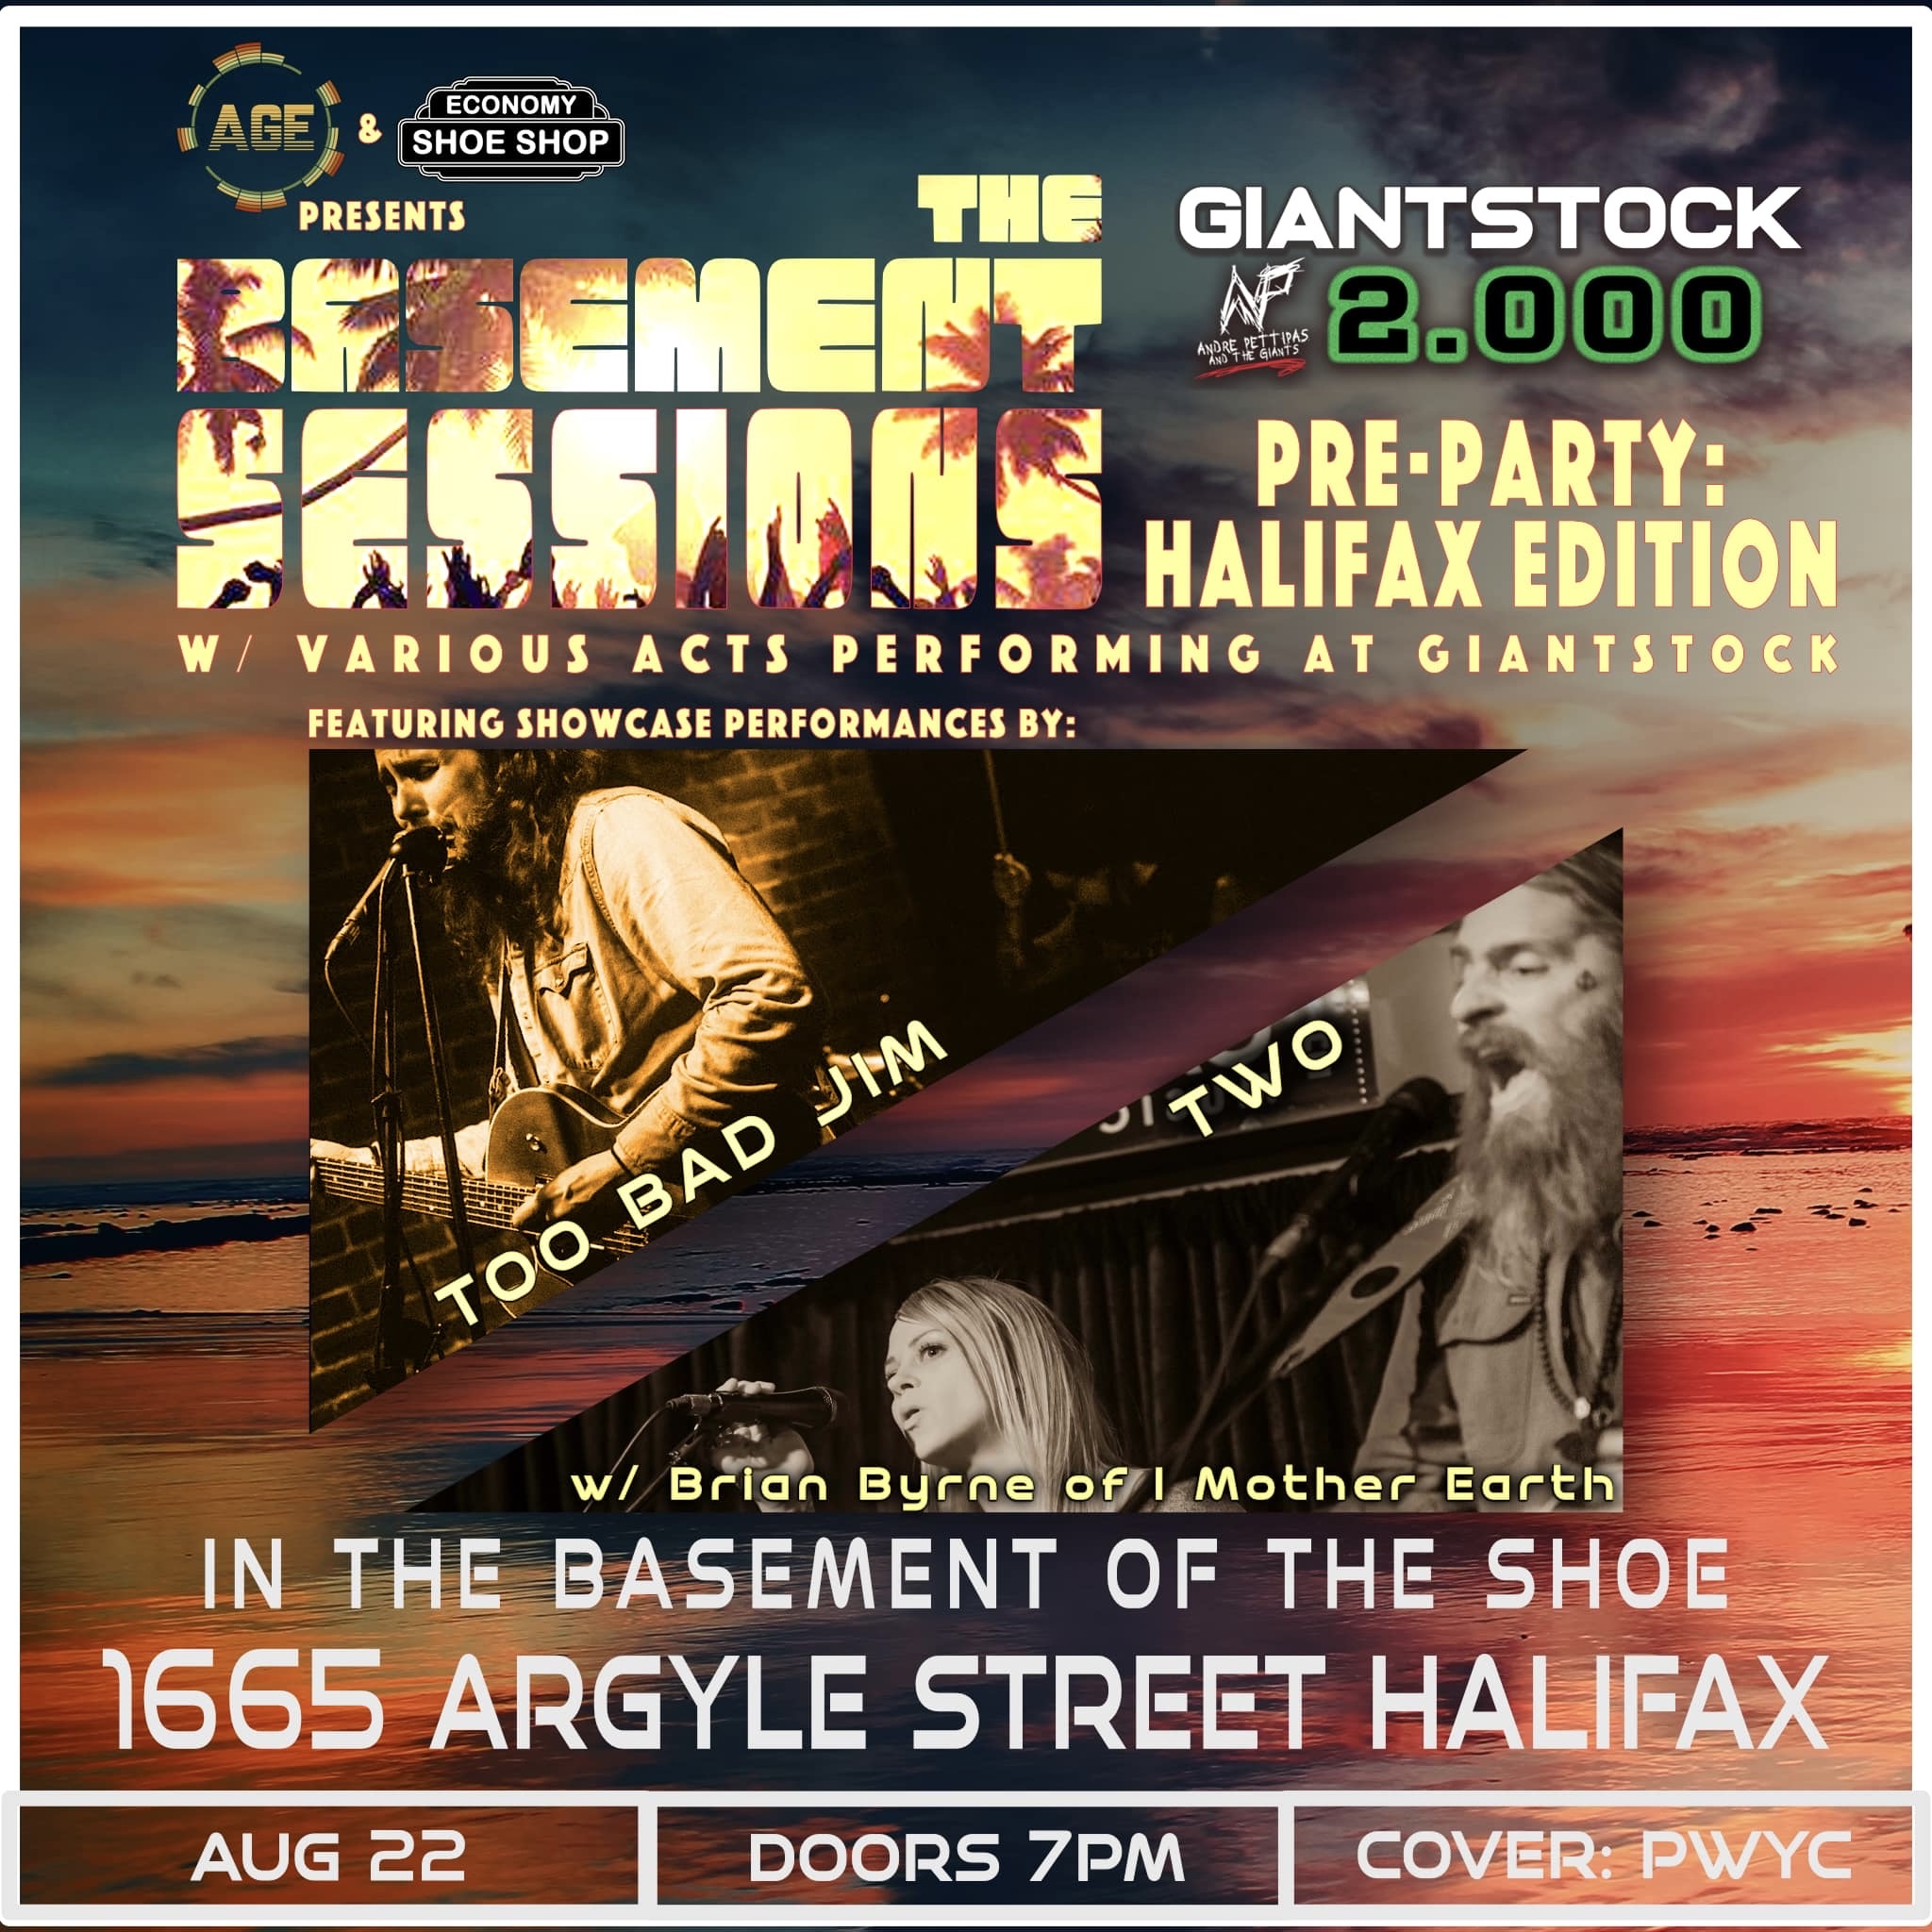 AGE & ECONOMY
SHOE SHOP
PRESENTS
THE
BASEMENT
SESSIONS
GIANTSTOCK
AP
ANDRE PETTIPAS
AND THE GIANTS
2.000
PRE-PARTY:
HALIFAX EDITION
W/ VARIOUS ACTS PERFORMING AT GIANTSTOCK
FEATURING SHOWCASE PERFORMANCES BY:
TOO BAD JIM
TWO
w/ Brian Byrne of I Mother Earth
IN THE BASEMENT OF THE SHOE
1665 ARGYLE STREET HALIFAX
AUG 22
DOORS 7PM
COVER: PWYC